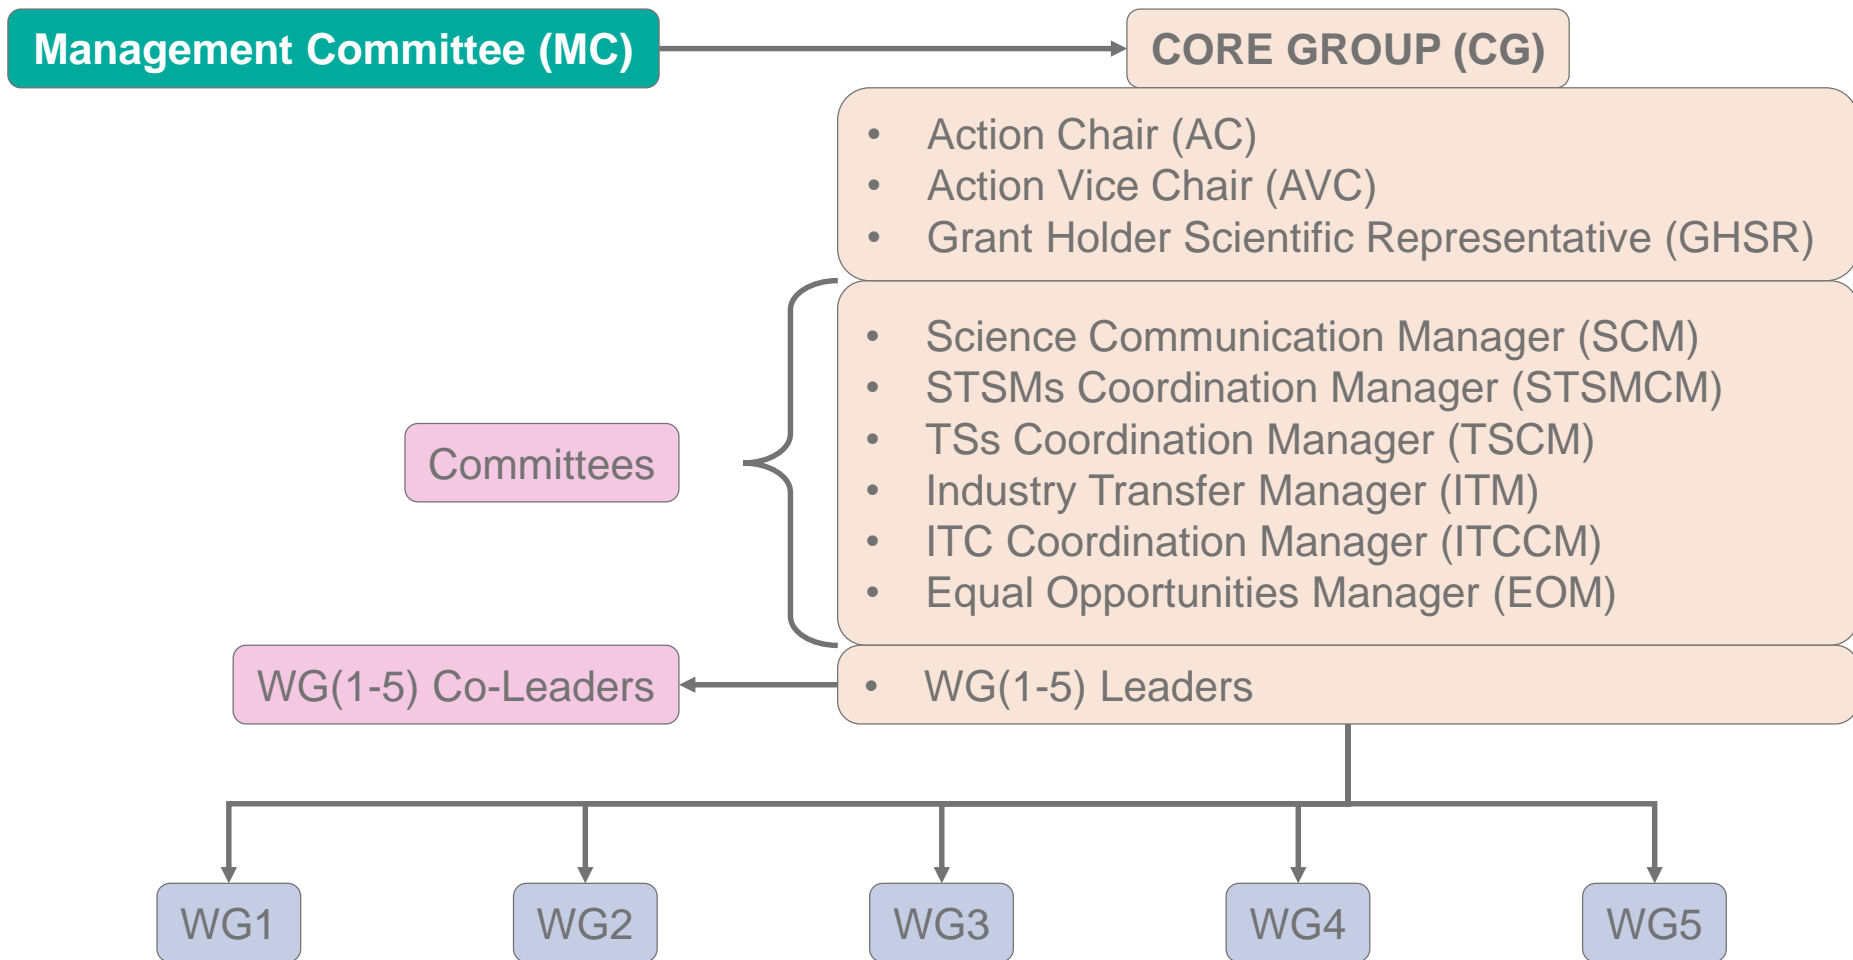 Management Committee (MC)
CORE GROUP (CG)
• Action Chair (AC)
• Action Vice Chair (AVC)
• Grant Holder Scientific Representative (GHSR)
Committees
• Science Communication Manager (SCM)
• STSMs Coordination Manager (STSMCM)
• TSs Coordination Manager (TSCM)
• Industry Transfer Manager (ITM)
• ITC Coordination Manager (ITCCM)
• Equal Opportunities Manager (EOM)
WG(1-5) Co-Leaders
• WG(1-5) Leaders
WG1
WG2
WG3
WG4
WG5